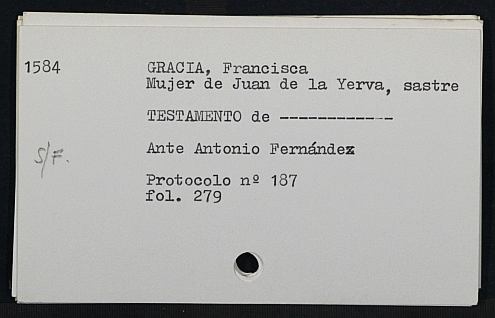 1584 GRACIA, Francisca
Mujer de Juan de la Yerva, sastre
TESTAMENTO de ------------
Ante Antonio Fernández
S/F.
Protocolo nº 187
fol. 279